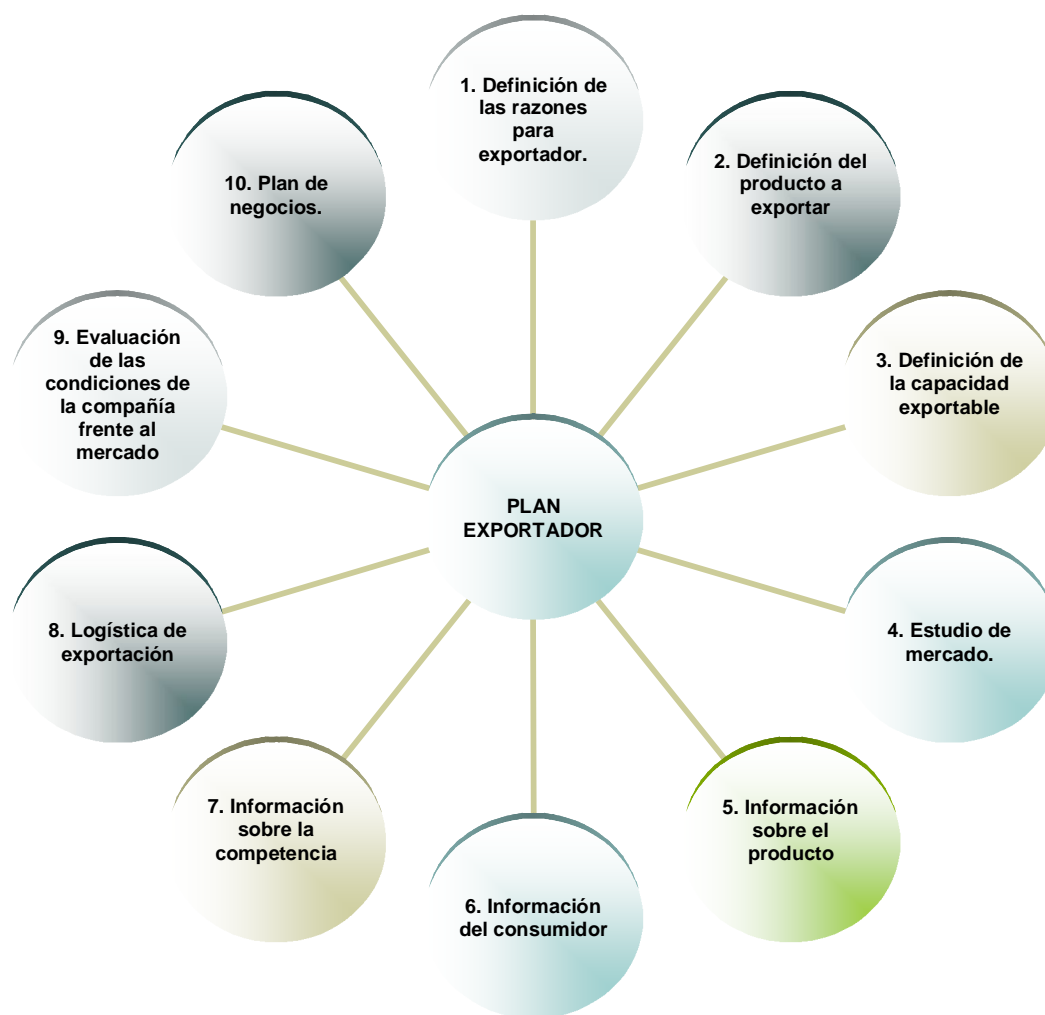 1. Definición de
las razones
para
exportador.
2. Definición del
producto a
exportar
3. Definición de
la capacidad
exportable
4. Estudio de
mercado.
5. Información
sobre el
producto
6. Información
del consumidor
7. Información
sobre la
competencia
8. Logística de
exportación
9. Evaluación
de las
condiciones de
la compañía
frente al
mercado
10. Plan de
negocios.
PLAN
EXPORTADOR